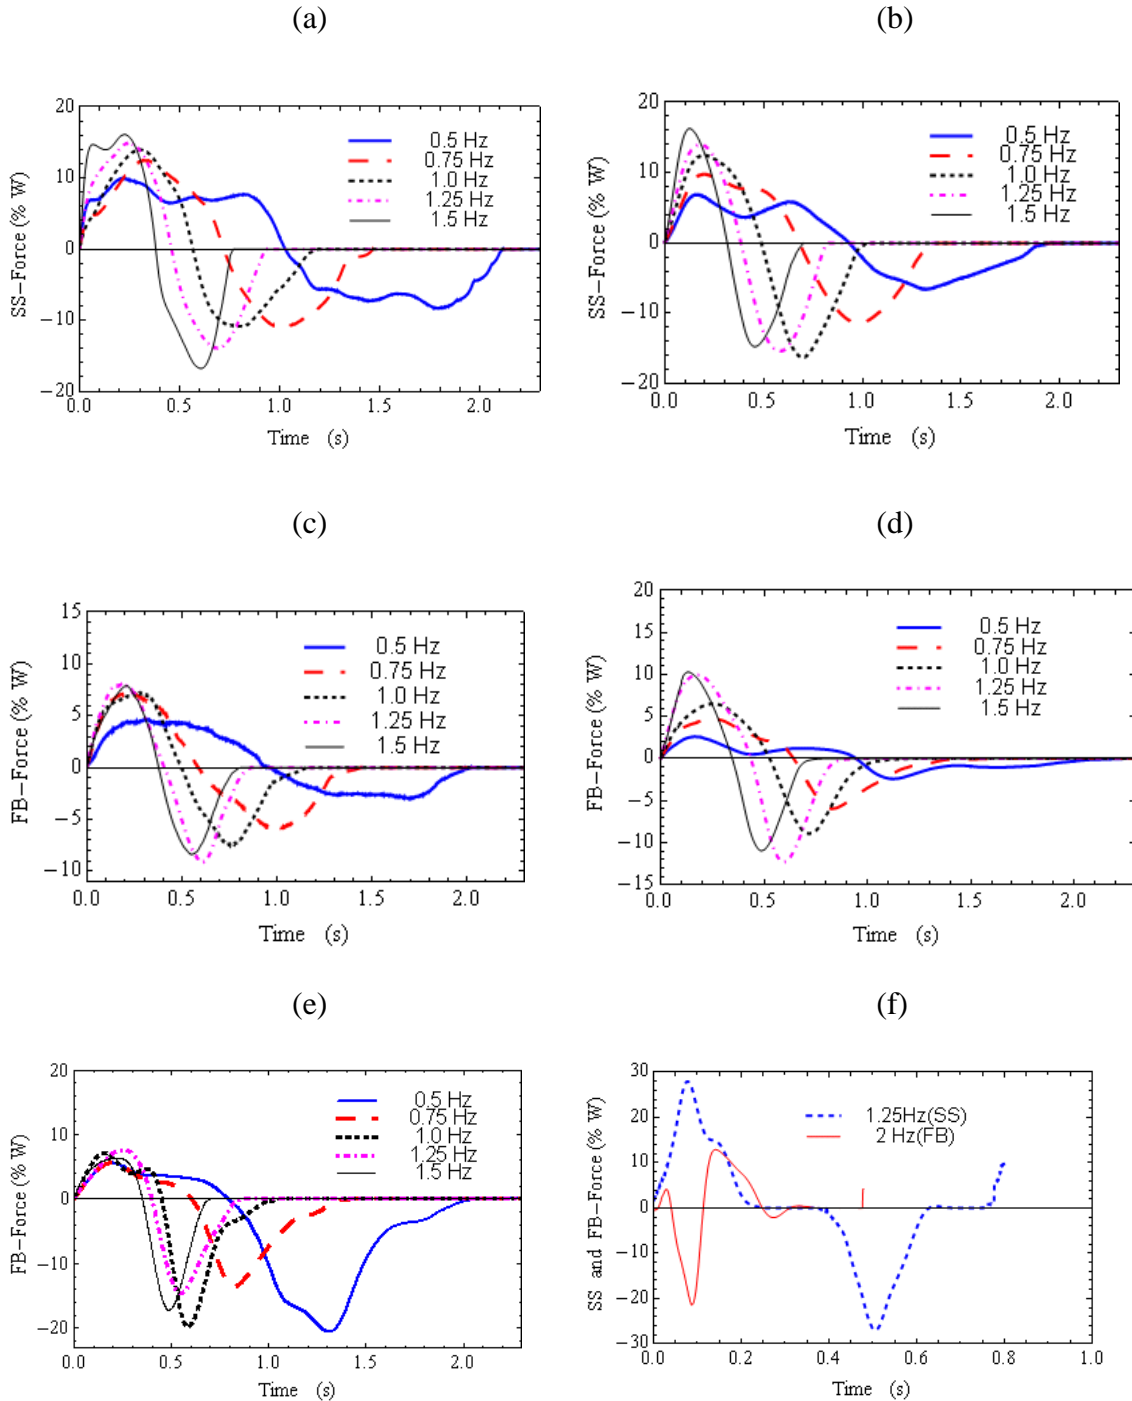 (a)
20
10
0
−10
−20
SS−Force (% W)
0.5 Hz
0.75 Hz
1.0 Hz
1.25 Hz
1.5 Hz
0.0 0.5 1.0 1.5 2.0
Time (s)
(b)
20
10
0
−10
−20
SS−Force (% W)
0.5 Hz
0.75 Hz
1.0 Hz
1.25 Hz
1.5 Hz
0.0 0.5 1.0 1.5 2.0
Time (s)
(c)
15
10
5
0
−5
−10
FB−Force (% W)
0.5 Hz
0.75 Hz
1.0 Hz
1.25 Hz
1.5 Hz
0.0 0.5 1.0 1.5 2.0
Time (s)
(d)
20
15
10
5
0
−5
−10
−15
FB−Force (% W)
0.5 Hz
0.75 Hz
1.0 Hz
1.25 Hz
1.5 Hz
0.0 0.5 1.0 1.5 2.0
Time (s)
(e)
20
10
0
−10
−20
FB−Force (% W)
0.5 Hz
0.75 Hz
1.0 Hz
1.25 Hz
1.5 Hz
0.0 0.5 1.0 1.5 2.0
Time (s)
(f)
30
20
10
0
−10
−20
−30
SS and FB−Force (% W)
1.25Hz(SS)
2 Hz(FB)
0.0 0.2 0.4 0.6 0.8 1.0
Time (s)